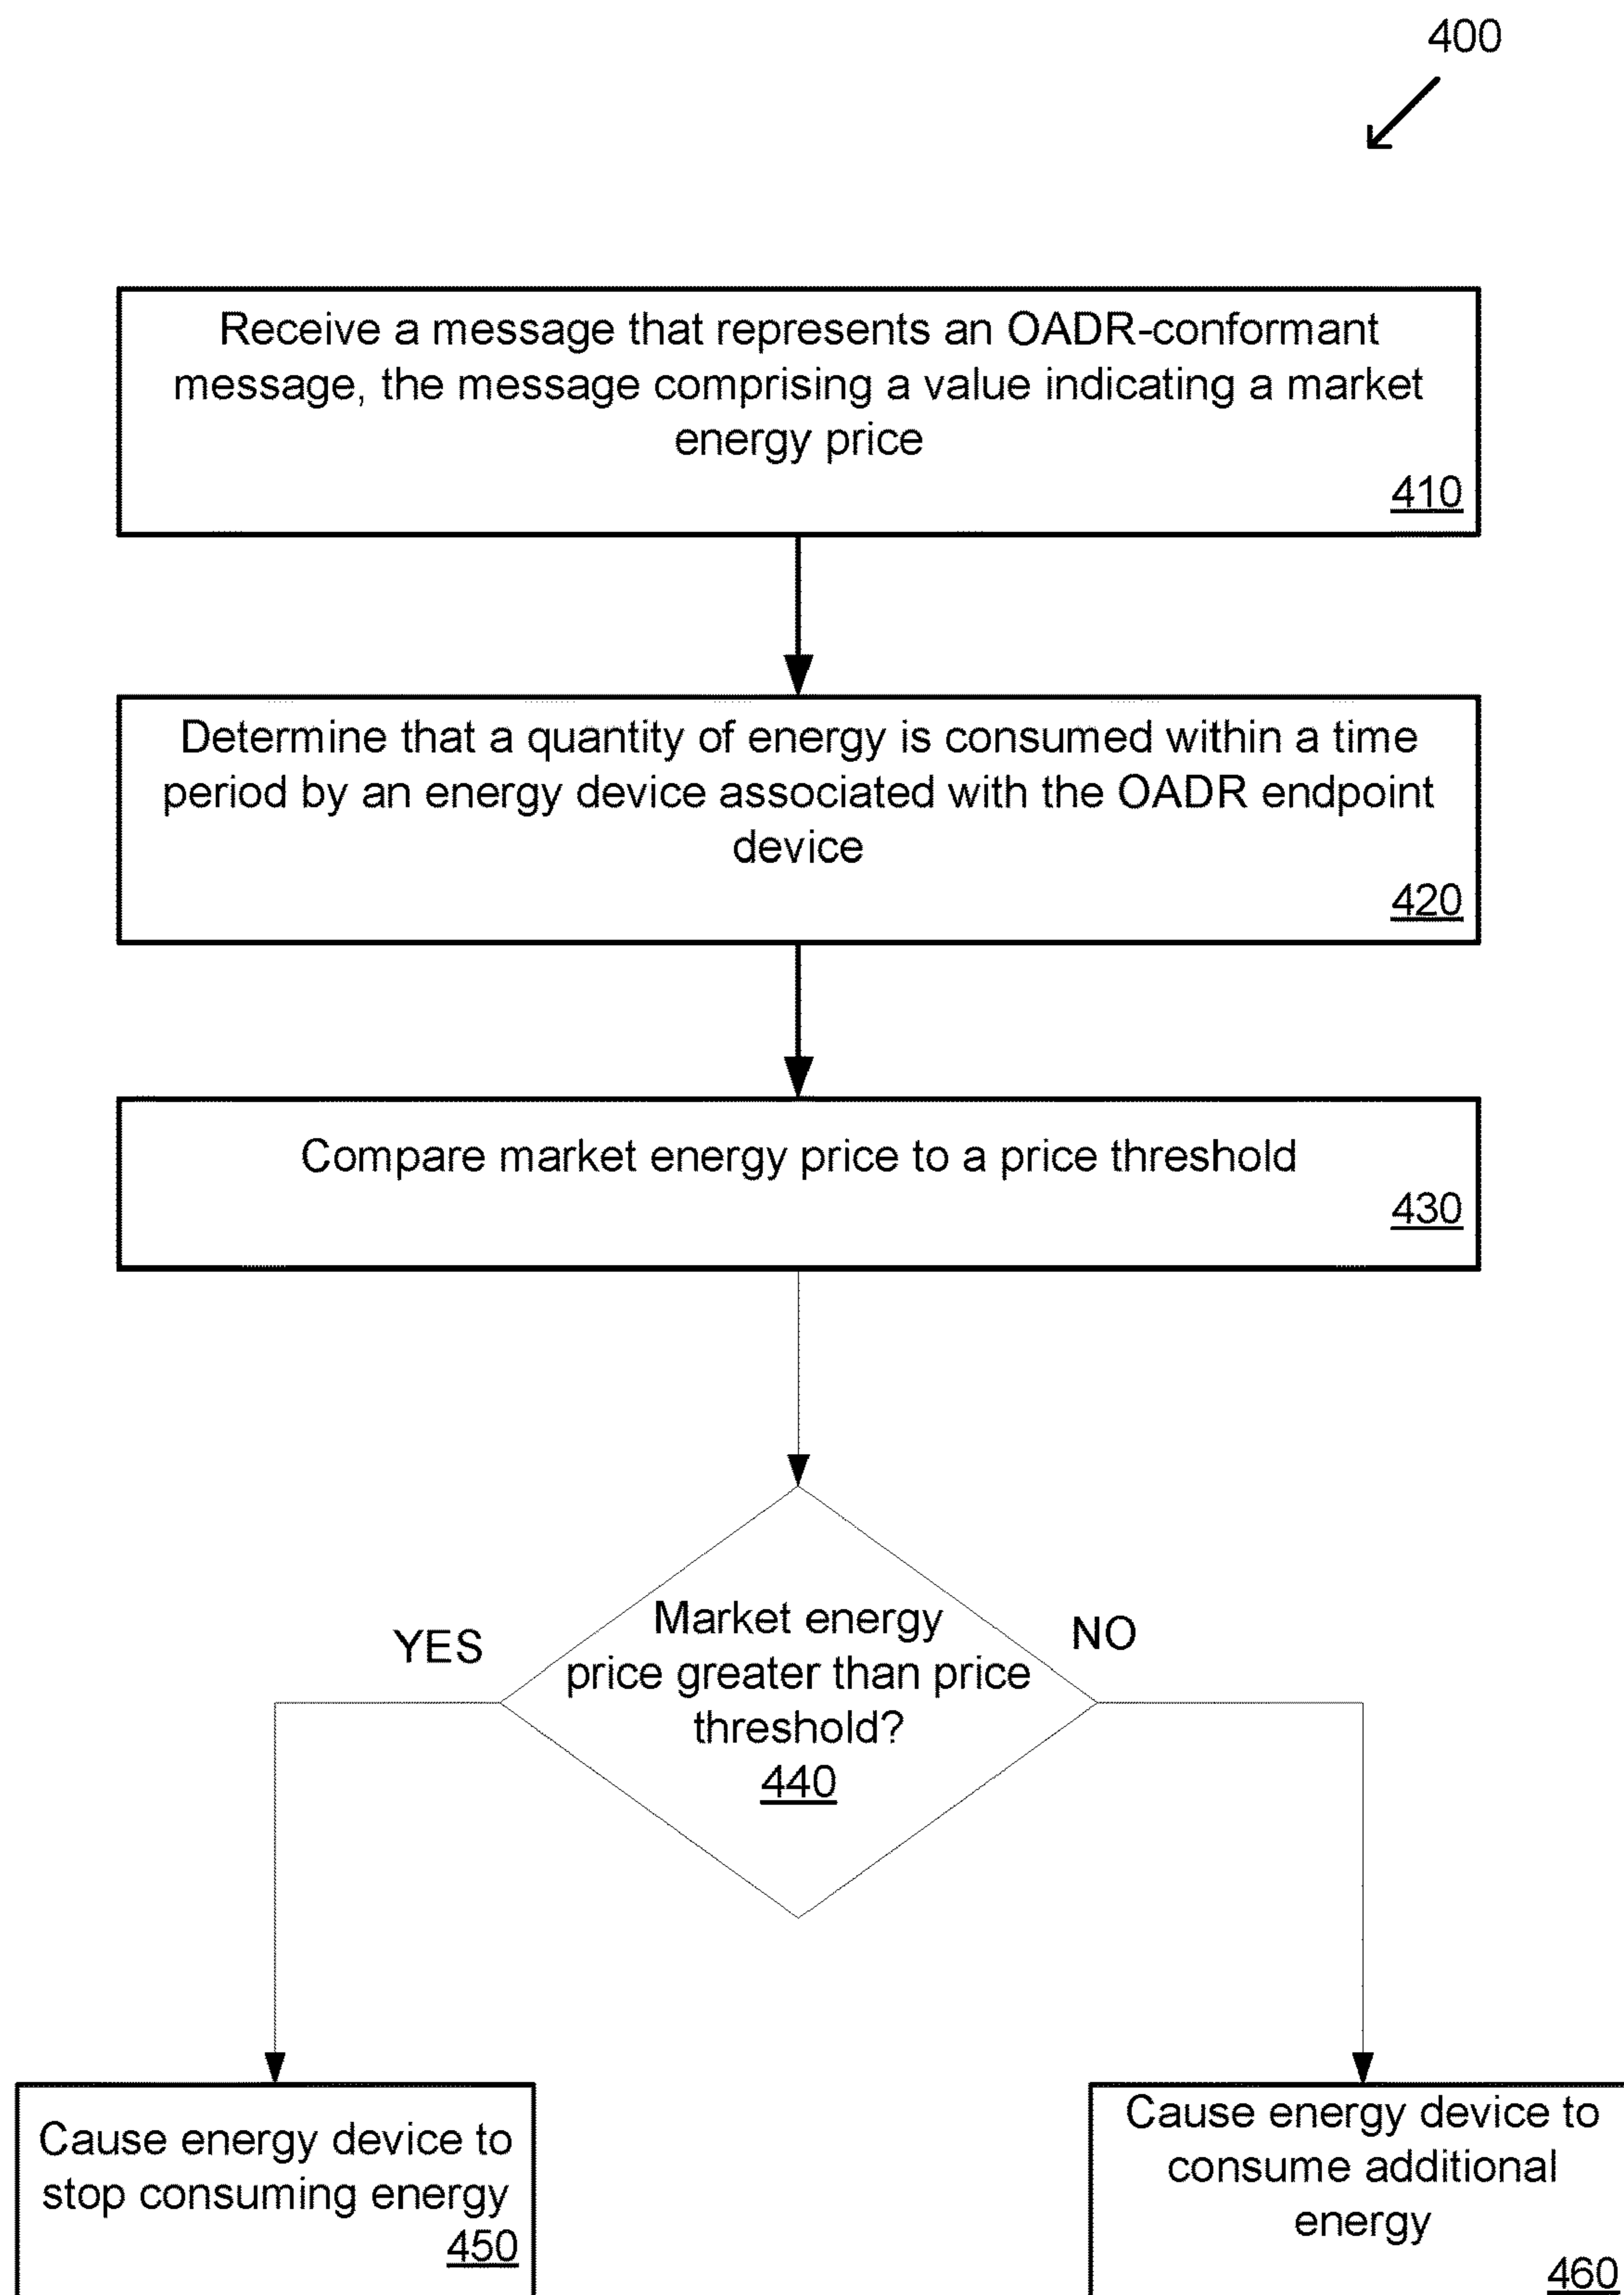 400
Receive a message that represents an OADR-conformant
message, the message comprising a value indicating a market
energy price
410
Determine that a quantity of energy is consumed within a time
period by an energy device associated with the OADR endpoint
device
420
Compare market energy price to a price threshold
430
YES
NO
Market energy
price greater than price
threshold?
440
Cause energy device to
stop consuming energy
450
Cause energy device to
consume additional
energy
460